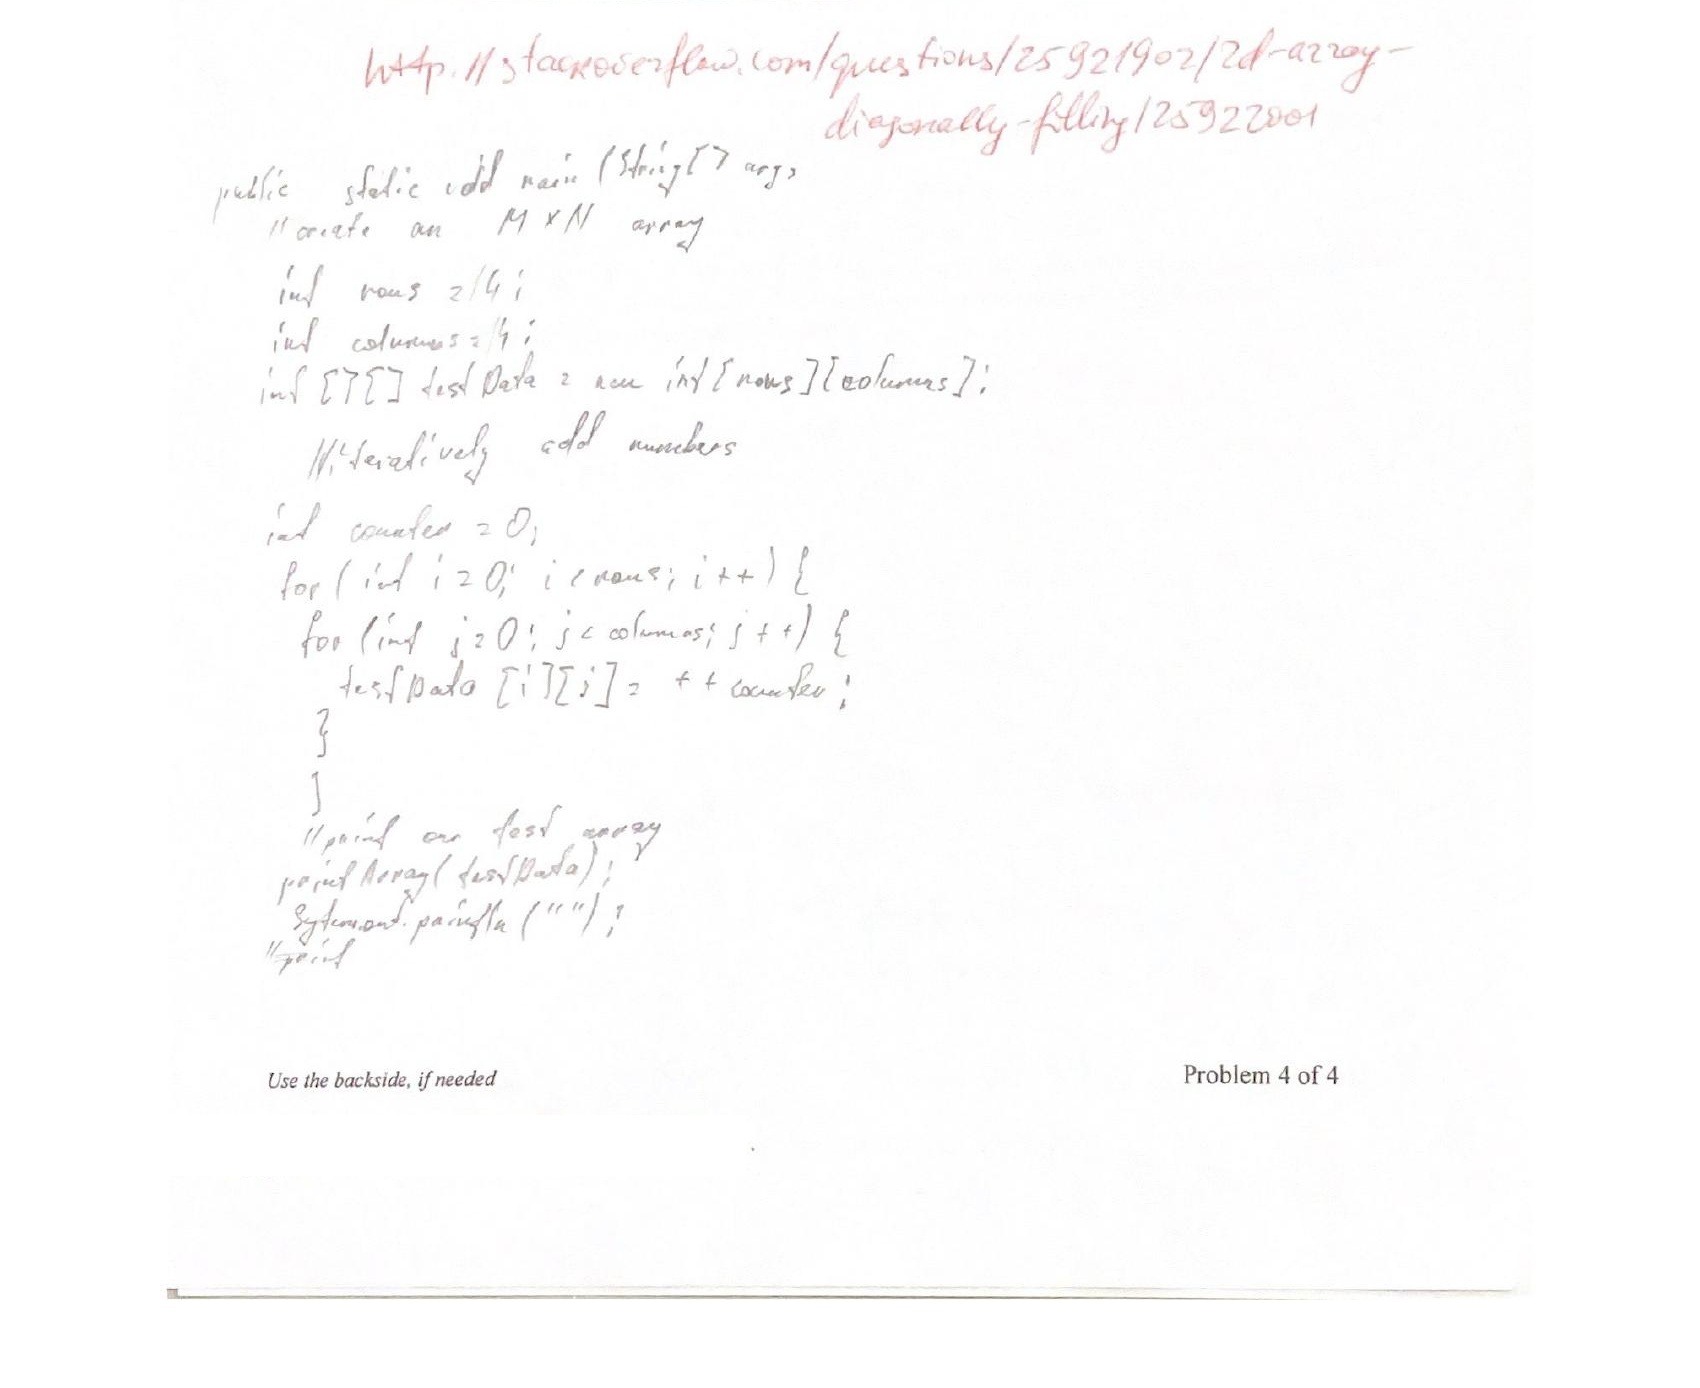 http://stackoverflow.com/questions/25921902/2d-array-
diagonally-filling/25922001
public static void main (String[] args
// create an M x N array
int rows = 4;
int columns = 4;
int [][] testData = new int[rows][columns];
// iteratively add numbers
int counter = 0;
for ( int i = 0; i < rows; i ++) {
for (int j = 0; j < columns; j ++) {
testData [i][j] = ++ counter;
}
}
// print our test array
printArray( testData);
System.out.println ("");
// print
Use the backside, if needed
Problem 4 of 4